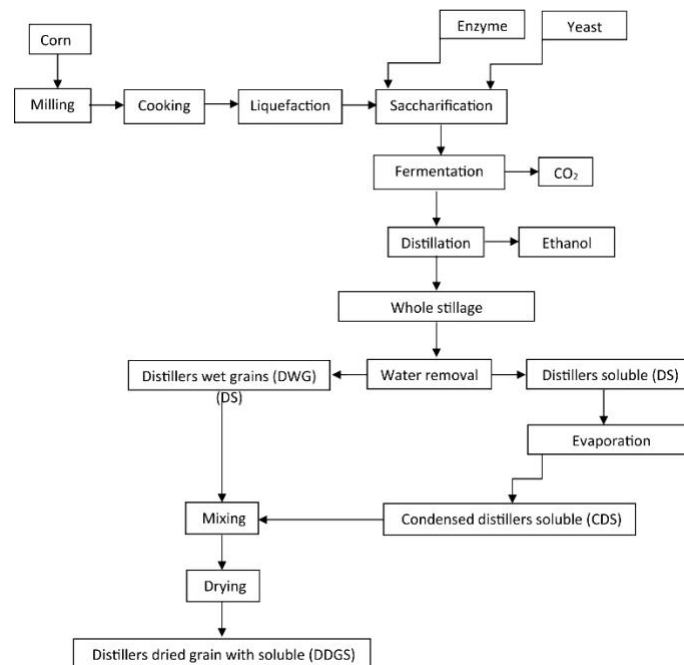 Corn
Enzyme
Yeast
Milling
Cooking
Liquefaction
Saccharification
Fermentation
CO₂
Distillation
Ethanol
Whole stillage
Distillers wet grains (DWG)
(DS)
Water removal
Distillers soluble (DS)
Evaporation
Mixing
Condensed distillers soluble (CDS)
Drying
Distillers dried grain with soluble (DDGS)